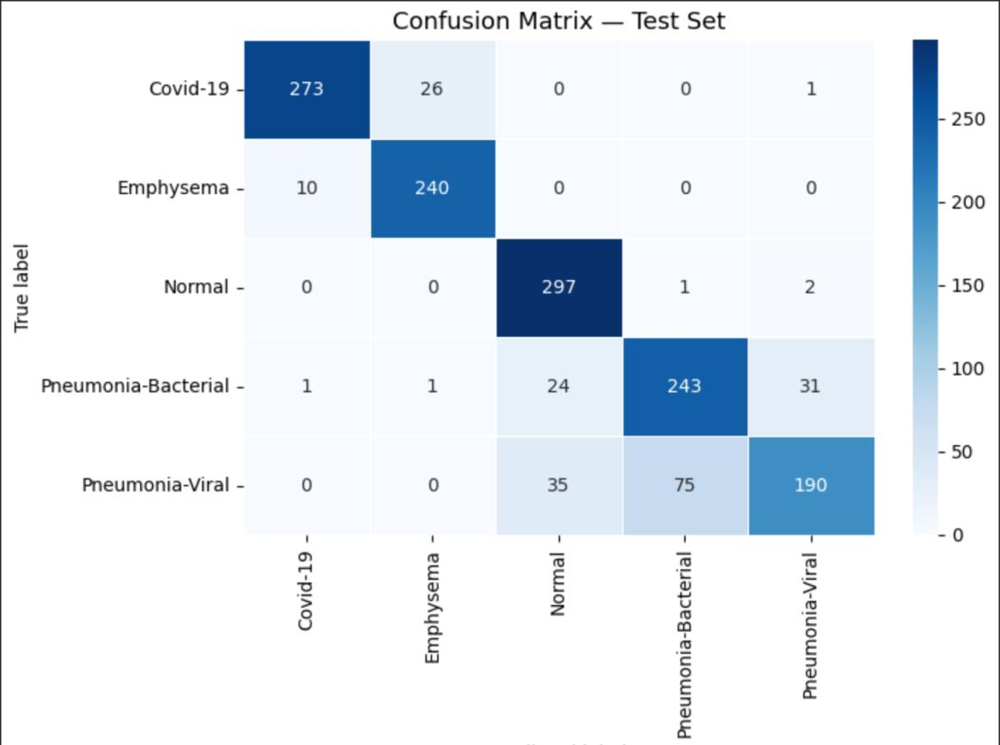 Confusion Matrix — Test Set
True label
Covid-19 273 26 0 0 1
Emphysema 10 240 0 0 0
Normal 0 0 297 1 2
Pneumonia-Bacterial 1 1 24 243 31
Pneumonia-Viral 0 0 35 75 190
Covid-19
Emphysema
Normal
Pneumonia-Bacterial
Pneumonia-Viral
250
200
150
100
50
0